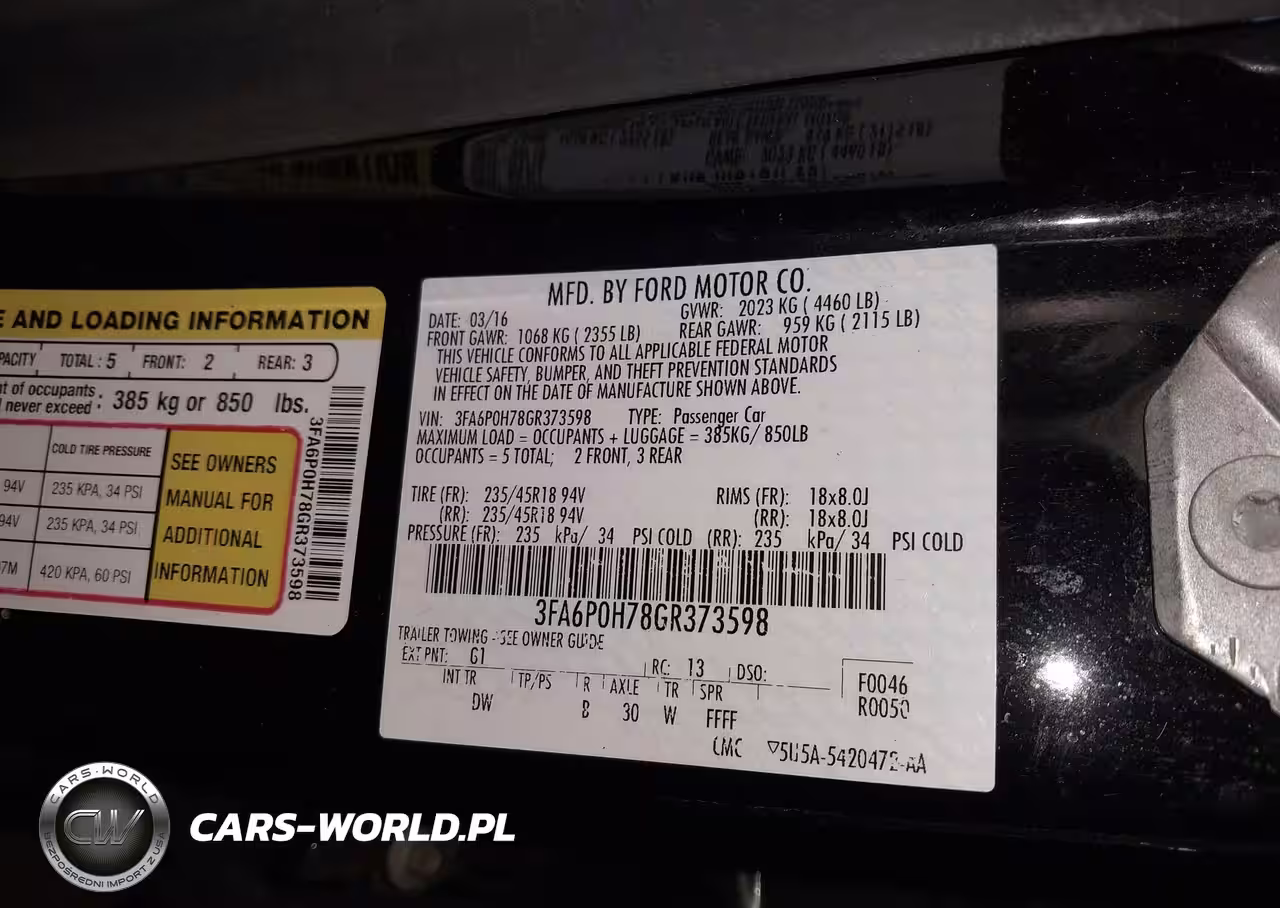 E AND LOADING INFORMATION
PACITY TOTAL: 5 FRONT: 2 REAR: 3
nt of occupants
l never exceed : 385 kg or 850 lbs.
COLD TIRE PRESSURE
94V 235 KPA, 34 PSI
94V 235 KPA, 34 PSI
97M 420 KPA, 60 PSI
SEE OWNERS
MANUAL FOR
ADDITIONAL
INFORMATION
3FA6P0H78GR373598
MFD. BY FORD MOTOR CO.
DATE: 03/16 GVWR: 2023 KG ( 4460 LB)
FRONT GAWR: 1068 KG ( 2355 LB) REAR GAWR: 959 KG ( 2115 LB)
THIS VEHICLE CONFORMS TO ALL APPLICABLE FEDERAL MOTOR
VEHICLE SAFETY, BUMPER, AND THEFT PREVENTION STANDARDS
IN EFFECT ON THE DATE OF MANUFACTURE SHOWN ABOVE.
VIN: 3FA6P0H78GR373598 TYPE: Passenger Car
MAXIMUM LOAD = OCCUPANTS + LUGGAGE = 385KG/ 850LB
OCCUPANTS = 5 TOTAL; 2 FRONT, 3 REAR
TIRE (FR): 235/45R18 94V RIMS (FR): 18x8.0J
(RR): 235/45R18 94V (RR): 18x8.0J
PRESSURE (FR): 235 kPa/ 34 PSI COLD (RR): 235 kPa/ 34 PSI COLD
3FA6P0H78GR373598
TRAILER TOWING - SEE OWNER GUIDE
EXT PNT: G1 RC: 13 DSO:
INT TR TP/PS R AXLE TR SPR
DW B 30 W FFFF
F0046
R0050
CMC ▽5U5A-5420472-AA
CARS-WORLD
CW
BEZPOŚREDNI IMPORT Z USA
CARS-WORLD.PL